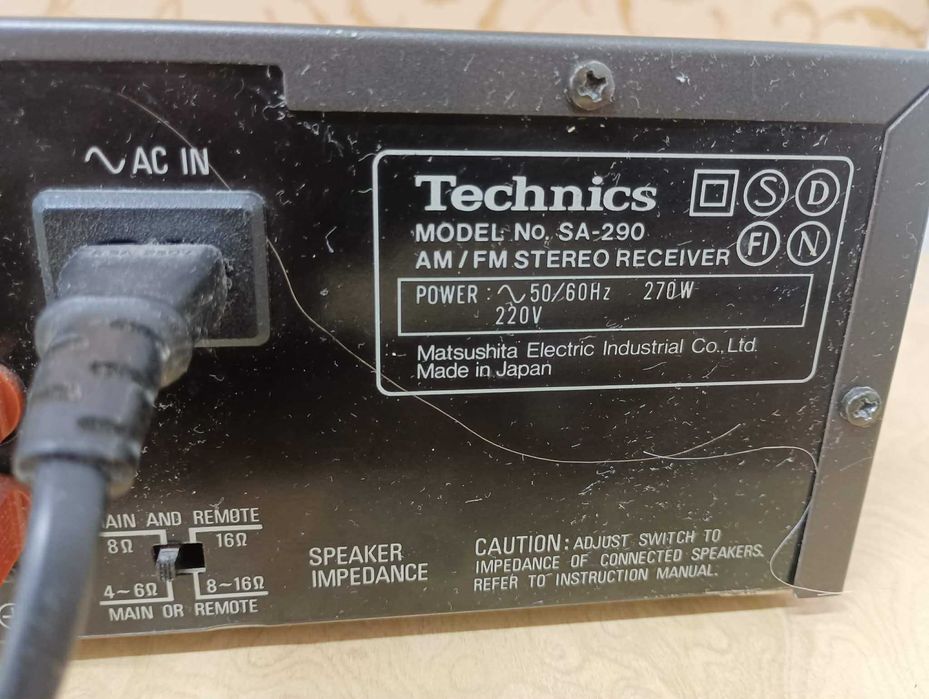 ∿ AC IN
Technics
S D
MODEL No. SA-290
FI N
AM/FM STEREO RECEIVER
POWER : ∿ 50/60Hz 270W
220V
Matsushita Electric Industrial Co., Ltd.
Made in Japan
MAIN AND REMOTE
8Ω 16Ω
4~6Ω 8~16Ω
MAIN OR REMOTE
SPEAKER
IMPEDANCE
CAUTION: ADJUST SWITCH TO
IMPEDANCE OF CONNECTED SPEAKERS.
REFER TO INSTRUCTION MANUAL.